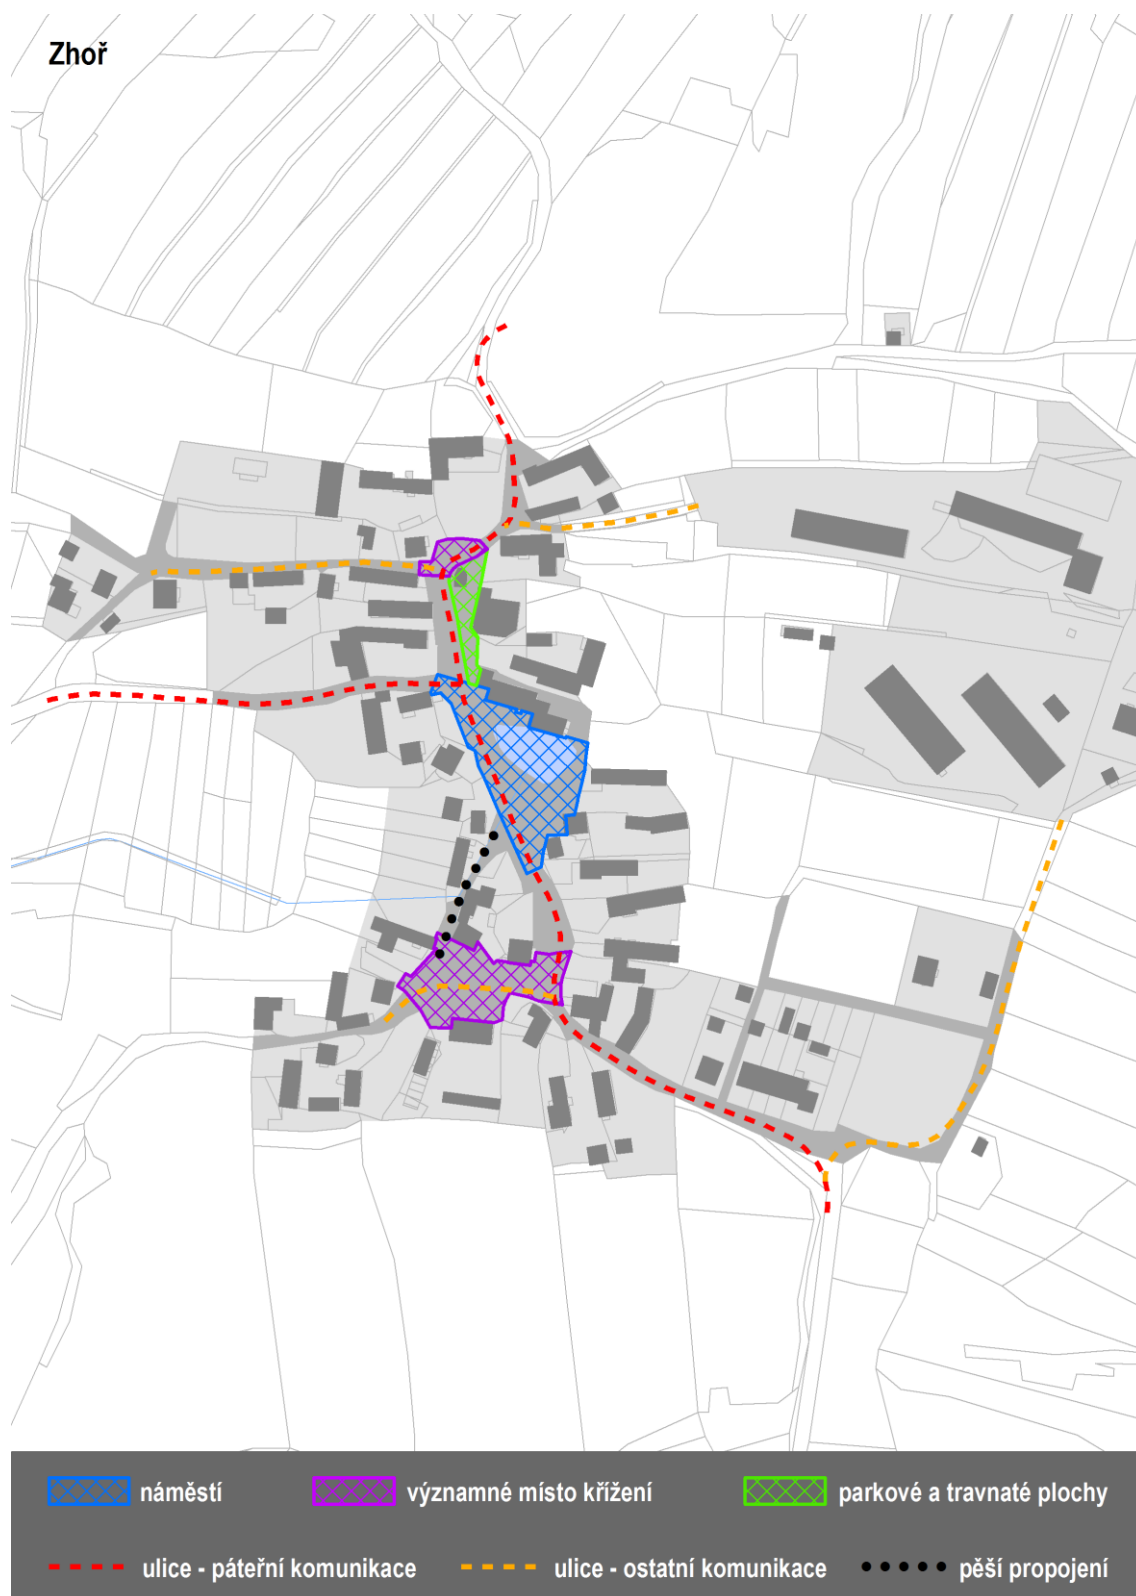 Zhoř
náměstí
významné místo křížení
parkové a travnaté plochy
ulice - páteřní komunikace
ulice - ostatní komunikace
pěší propojení